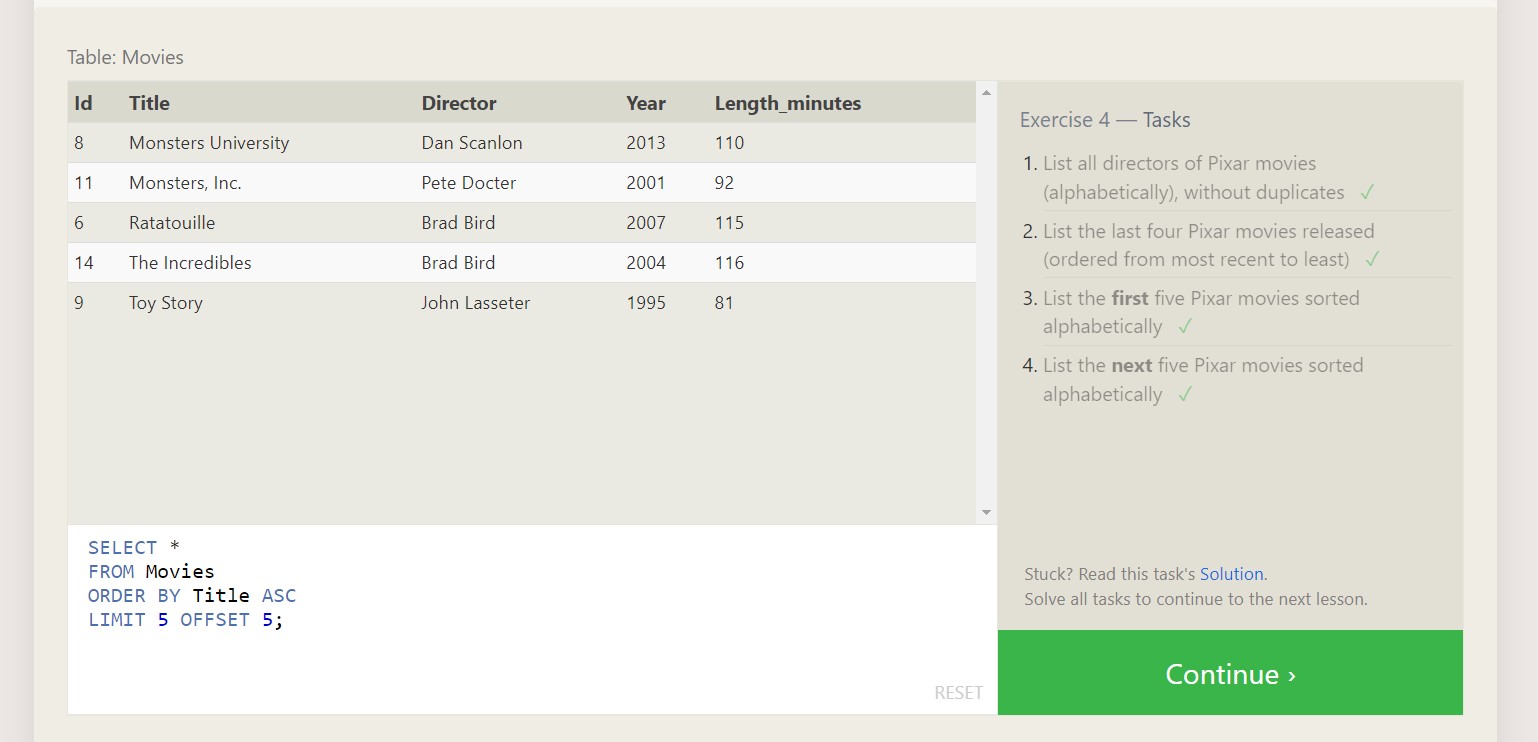 Table: Movies
Id Title Director Year Length_minutes
8 Monsters University Dan Scanlon 2013 110
11 Monsters, Inc. Pete Docter 2001 92
6 Ratatouille Brad Bird 2007 115
14 The Incredibles Brad Bird 2004 116
9 Toy Story John Lasseter 1995 81
SELECT *
FROM Movies
ORDER BY Title ASC
LIMIT 5 OFFSET 5;
RESET
Exercise 4 — Tasks
1. List all directors of Pixar movies
(alphabetically), without duplicates ✓
2. List the last four Pixar movies released
(ordered from most recent to least) ✓
3. List the first five Pixar movies sorted
alphabetically ✓
4. List the next five Pixar movies sorted
alphabetically ✓
Stuck? Read this task's Solution.
Solve all tasks to continue to the next lesson.
Continue ›